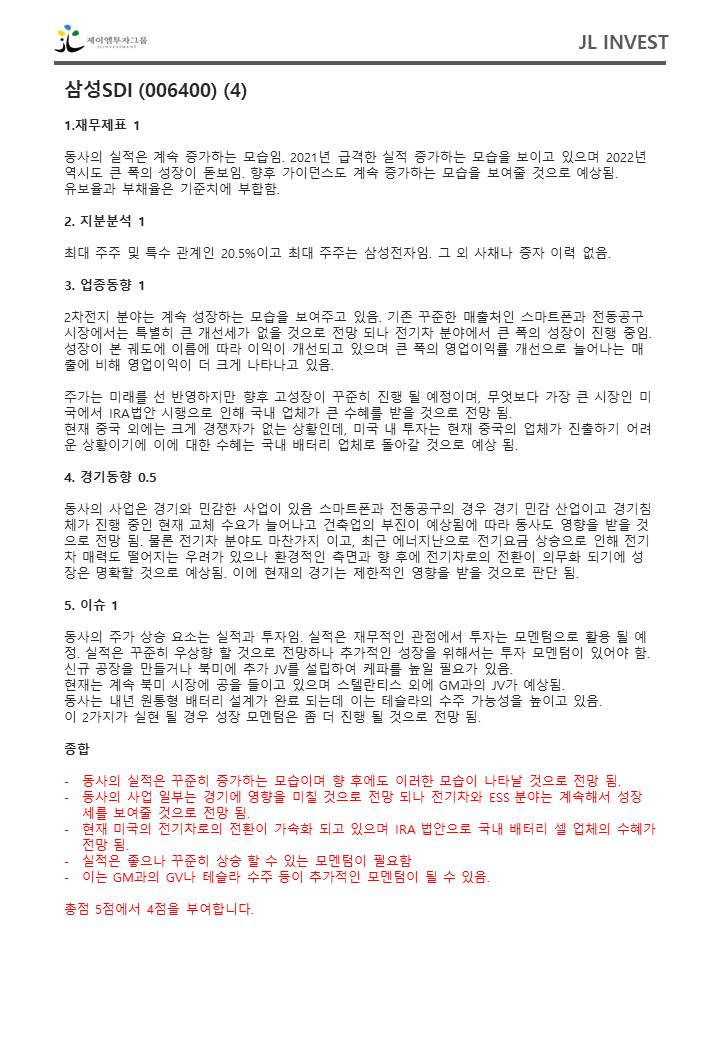 제이엘투자그룹
JLINVESTMENT
JL INVEST
삼성SDI (006400) (4)
1.재무제표 1
동사의 실적은 계속 증가하는 모습임. 2021년 급격한 실적 증가하는 모습을 보이고 있으며 2022년
역시도 큰 폭의 성장이 돋보임. 향후 가이던스도 계속 증가하는 모습을 보여줄 것으로 예상됨.
유보율과 부채율은 기준치에 부합함.
2. 지분분석 1
최대 주주 및 특수 관계인 20.5%이고 최대 주주는 삼성전자임. 그 외 사채나 증자 이력 없음.
3. 업종동향 1
2차전지 분야는 계속 성장하는 모습을 보여주고 있음. 기존 꾸준한 매출처인 스마트폰과 전동공구
시장에서는 특별히 큰 개선세가 없을 것으로 전망 되나 전기차 분야에서 큰 폭의 성장이 진행 중임.
성장이 본 궤도에 이름에 따라 이익이 개선되고 있으며 큰 폭의 영업이익률 개선으로 늘어나는 매
출에 비해 영업이익이 더 크게 나타나고 있음.
주가는 미래를 선 반영하지만 향후 고성장이 꾸준히 진행 될 예정이며, 무엇보다 가장 큰 시장인 미
국에서 IRA법안 시행으로 인해 국내 업체가 큰 수혜를 받을 것으로 전망 됨.
현재 중국 외에는 크게 경쟁자가 없는 상황인데, 미국 내 투자는 현재 중국의 업체가 진출하기 어려
운 상황이기에 이에 대한 수혜는 국내 배터리 업체로 돌아갈 것으로 예상 됨.
4. 경기동향 0.5
동사의 사업은 경기와 민감한 사업이 있음 스마트폰과 전동공구의 경우 경기 민감 산업이고 경기침
체가 진행 중인 현재 교체 수요가 늘어나고 건축업의 부진이 예상됨에 따라 동사도 영향을 받을 것
으로 전망 됨. 물론 전기차 분야도 마찬가지 이고, 최근 에너지난으로 전기요금 상승으로 인해 전기
차 매력도 떨어지는 우려가 있으나 환경적인 측면과 향 후에 전기차로의 전환이 의무화 되기에 성
장은 명확할 것으로 예상됨. 이에 현재의 경기는 제한적인 영향을 받을 것으로 판단 됨.
5. 이슈 1
동사의 주가 상승 요소는 실적과 투자임. 실적은 재무적인 관점에서 투자는 모멘텀으로 활용 될 예
정. 실적은 꾸준히 우상향 할 것으로 전망하나 추가적인 성장을 위해서는 투자 모멘텀이 있어야 함.
신규 공장을 만들거나 북미에 추가 JV를 설립하여 케파를 높일 필요가 있음.
현재는 계속 북미 시장에 공을 들이고 있으며 스텔란티스 외에 GM과의 JV가 예상됨.
동사는 내년 원통형 배터리 설계가 완료 되는데 이는 테슬라의 수주 가능성을 높이고 있음.
이 2가지가 실현 될 경우 성장 모멘텀은 좀 더 진행 될 것으로 전망 됨.
종합
- 동사의 실적은 꾸준히 증가하는 모습이며 향 후에도 이러한 모습이 나타날 것으로 전망 됨.
- 동사의 사업 일부는 경기에 영향을 미칠 것으로 전망 되나 전기차와 ESS 분야는 계속해서 성장
세를 보여줄 것으로 전망 됨.
- 현재 미국의 전기차로의 전환이 가속화 되고 있으며 IRA 법안으로 국내 배터리 셀 업체의 수혜가
전망 됨.
- 실적은 좋으나 꾸준히 상승 할 수 있는 모멘텀이 필요함
- 이는 GM과의 GV나 테슬라 수주 등이 추가적인 모멘텀이 될 수 있음.
총점 5점에서 4점을 부여합니다.